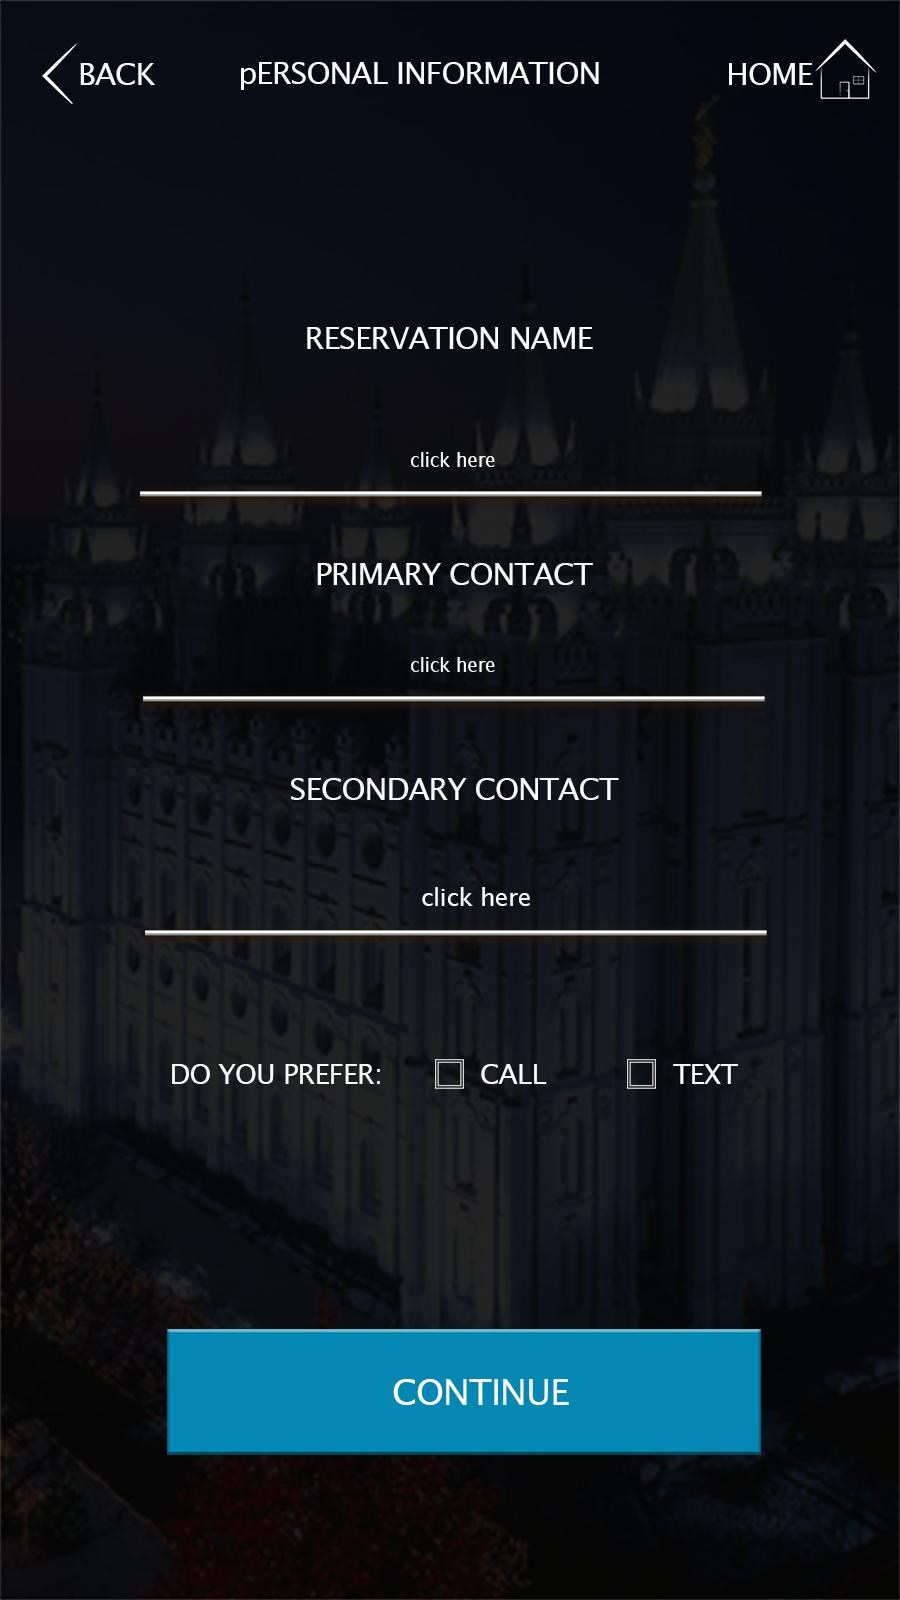 BACK pERSONAL INFORMATION HOME
RESERVATION NAME
click here
PRIMARY CONTACT
click here
SECONDARY CONTACT
click here
DO YOU PREFER: CALL TEXT
CONTINUE